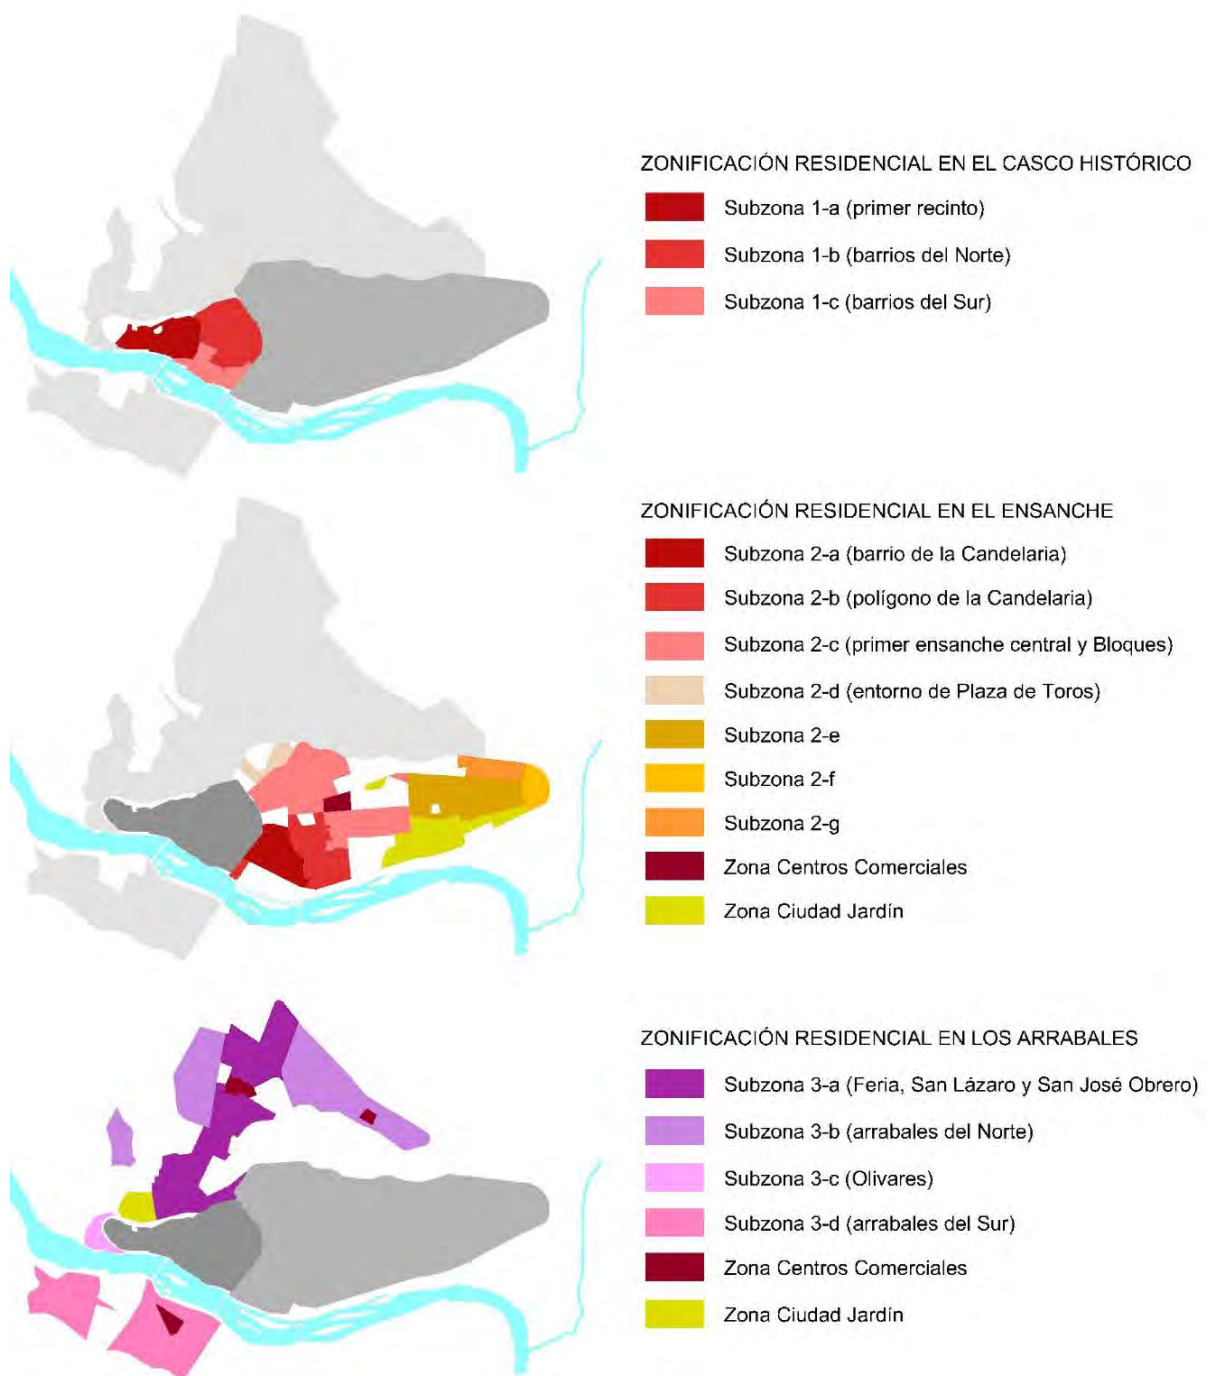 ZONIFICACIÓN RESIDENCIAL EN EL CASCO HISTÓRICO
Subzona 1-a (primer recinto)
Subzona 1-b (barrios del Norte)
Subzona 1-c (barrios del Sur)
ZONIFICACIÓN RESIDENCIAL EN EL ENSANCHE
Subzona 2-a (barrio de la Candelaria)
Subzona 2-b (polígono de la Candelaria)
Subzona 2-c (primer ensanche central y Bloques)
Subzona 2-d (entorno de Plaza de Toros)
Subzona 2-e
Subzona 2-f
Subzona 2-g
Zona Centros Comerciales
Zona Ciudad Jardín
ZONIFICACIÓN RESIDENCIAL EN LOS ARRABALES
Subzona 3-a (Feria, San Lázaro y San José Obrero)
Subzona 3-b (arrabales del Norte)
Subzona 3-c (Olivares)
Subzona 3-d (arrabales del Sur)
Zona Centros Comerciales
Zona Ciudad Jardín